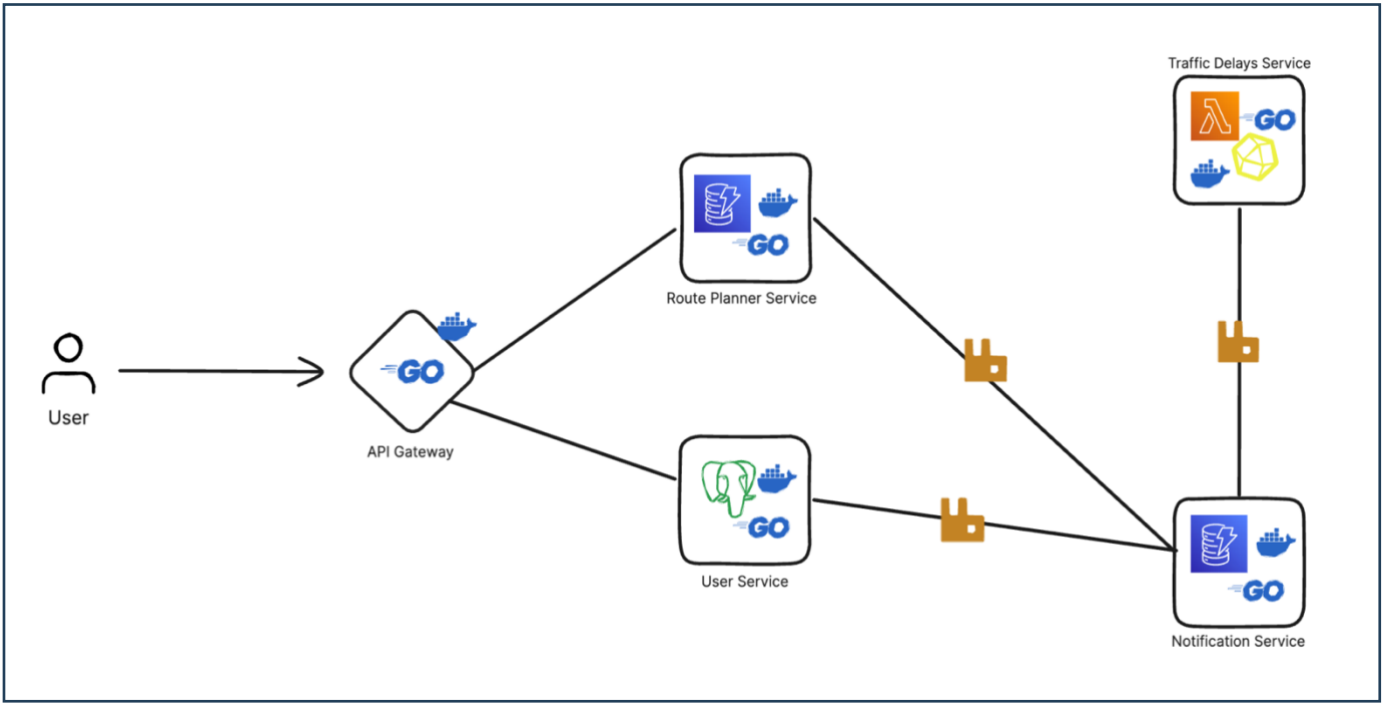 Traffic Delays Service
GO
GO
Route Planner Service
GO
User
API Gateway
GO
User Service
GO
Notification Service